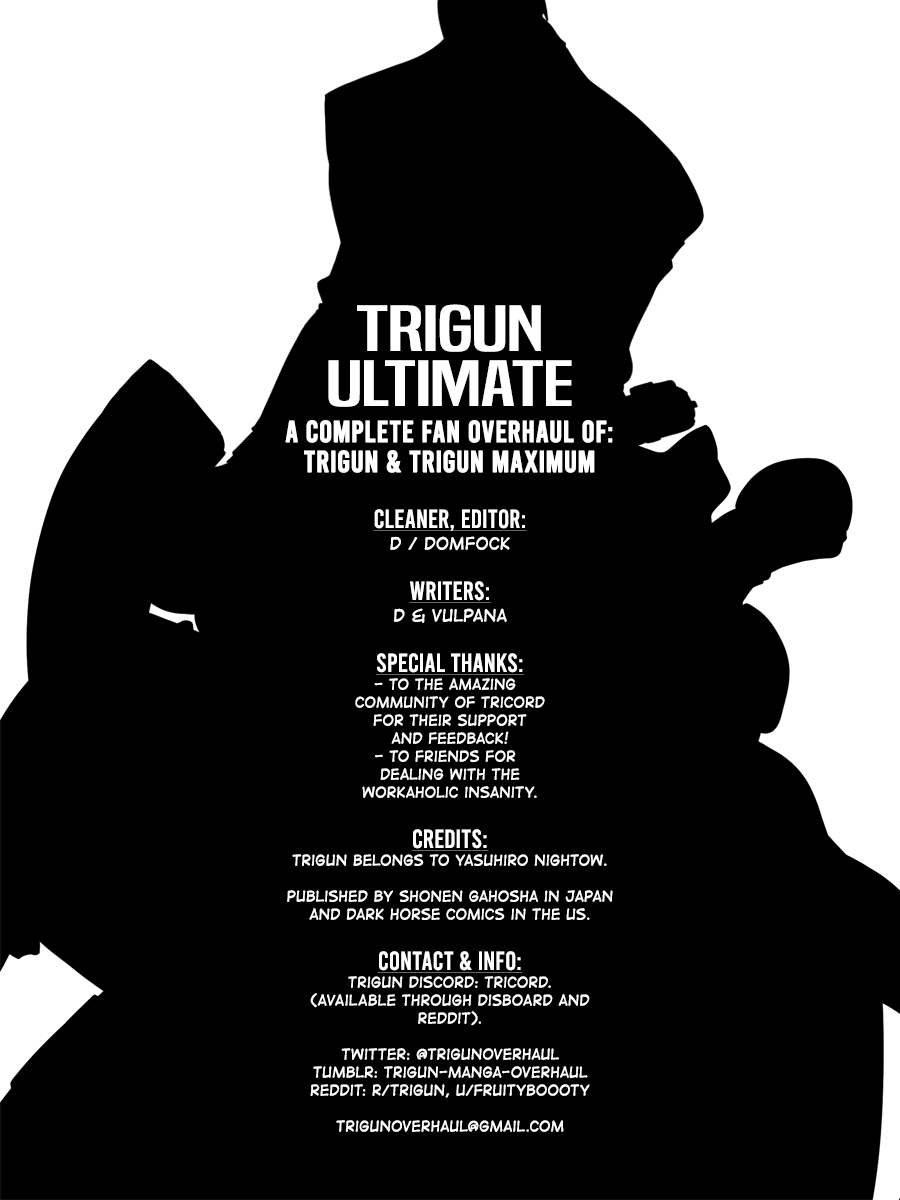 TRIGUN
ULTIMATE
A COMPLETE FAN OVERHAUL OF:
TRIGUN & TRIGUN MAXIMUM
CLEANER, EDITOR:
D / DOMFOCK
WRITERS:
D & VULPANA
SPECIAL THANKS:
- TO THE AMAZING
COMMUNITY OF TRICORD
FOR THEIR SUPPORT
AND FEEDBACK!
- TO FRIENDS FOR
DEALING WITH THE
WORKAHOLIC INSANITY.
CREDITS:
TRIGUN BELONGS TO YASUHIRO NIGHTOW.
PUBLISHED BY SHONEN GAHOSHA IN JAPAN
AND DARK HORSE COMICS IN THE US.
CONTACT & INFO:
TRIGUN DISCORD: TRICORD.
(AVAILABLE THROUGH DISBOARD AND
REDDIT).
TWITTER: @TRIGUNOVERHAUL
TUMBLR: TRIGUN-MANGA-OVERHAUL
REDDIT: R/TRIGUN, U/FRUITYBOOOTY
TRIGUNOVERHAUL@GMAIL.COM